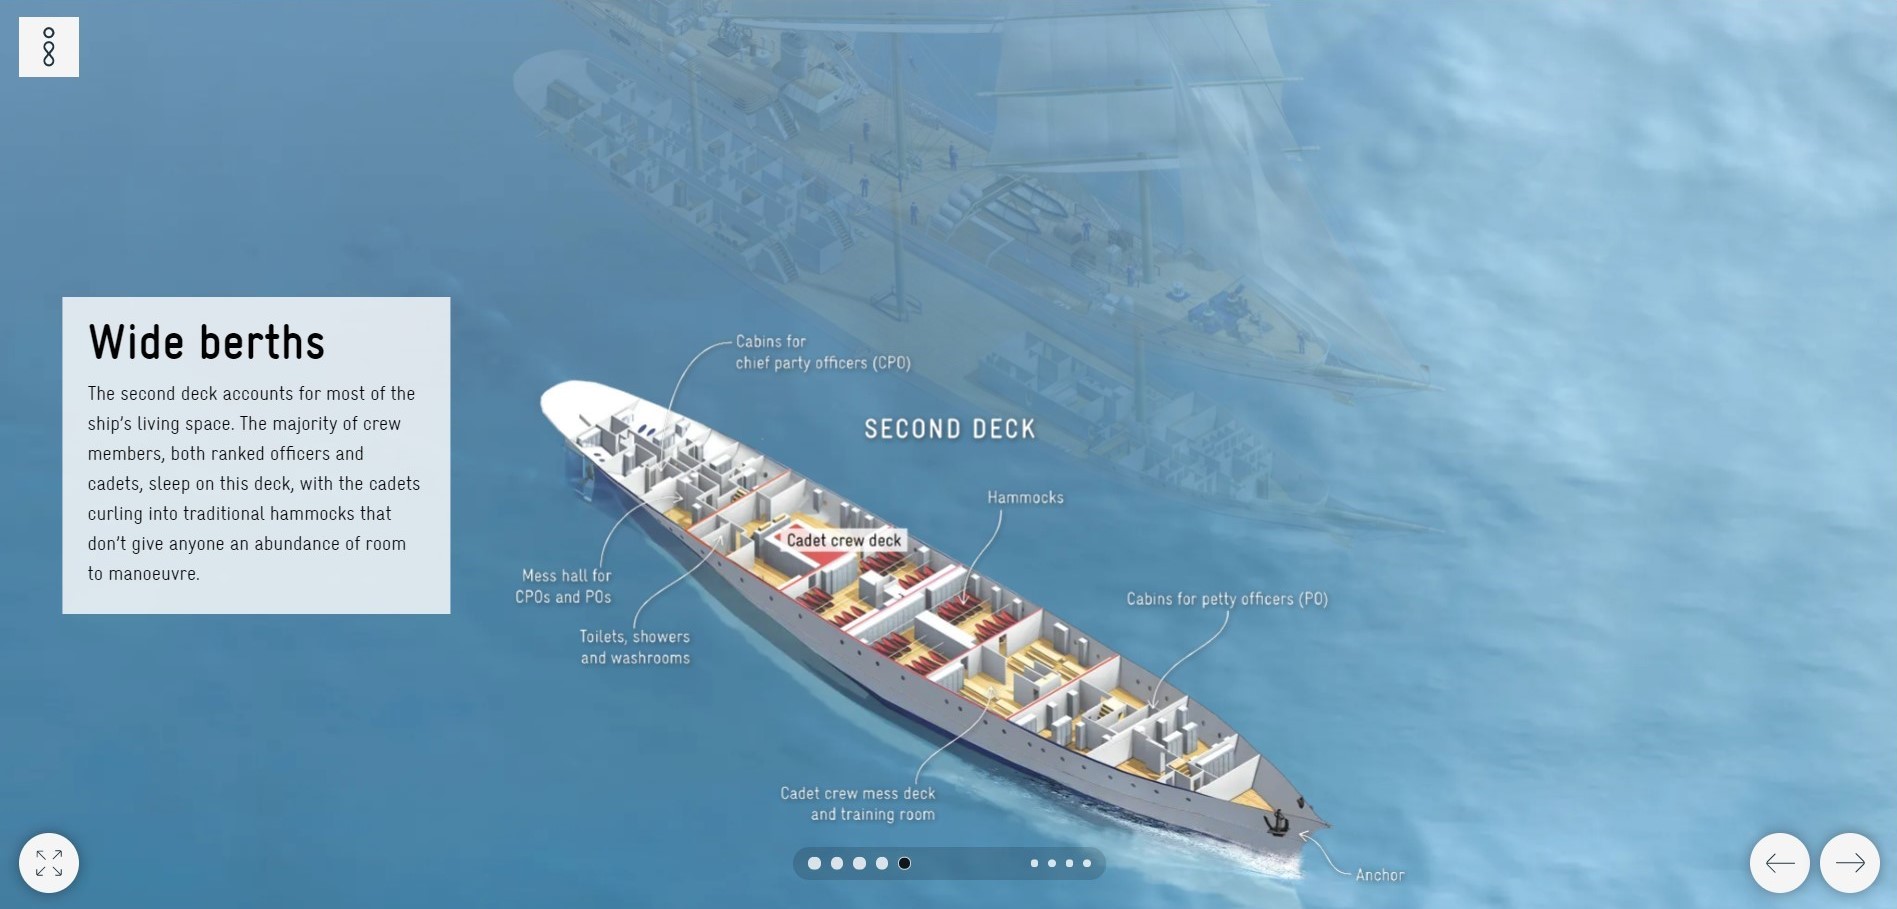 Wide berths
The second deck accounts for most of the
ship's living space. The majority of crew
members, both ranked officers and
cadets, sleep on this deck, with the cadets
curling into traditional hammocks that
don't give anyone an abundance of room
to manoeuvre.
Cabins for
chief party officers (CPO)
SECOND DECK
Hammocks
Cadet crew deck
Mess hall for
CPOs and POs
Toilets, showers
and washrooms
Cabins for petty officers (PO)
Cadet crew mess deck
and training room
Anchor